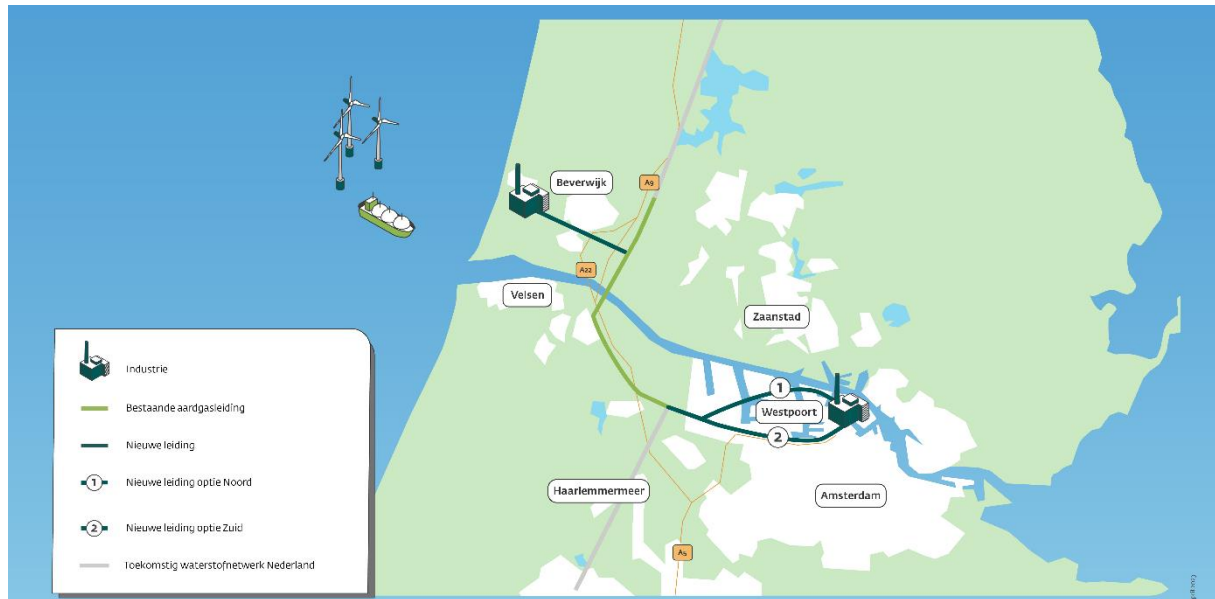 Beverwijk
A9
A22
Velsen
Zaanstad
1
Westpoort
2
Haarlemmermeer
Amsterdam
A5
Industrie
Bestaande aardgasleiding
Nieuwe leiding
1 Nieuwe leiding optie Noord
2 Nieuwe leiding optie Zuid
Toekomstig waterstofnetwerk Nederland